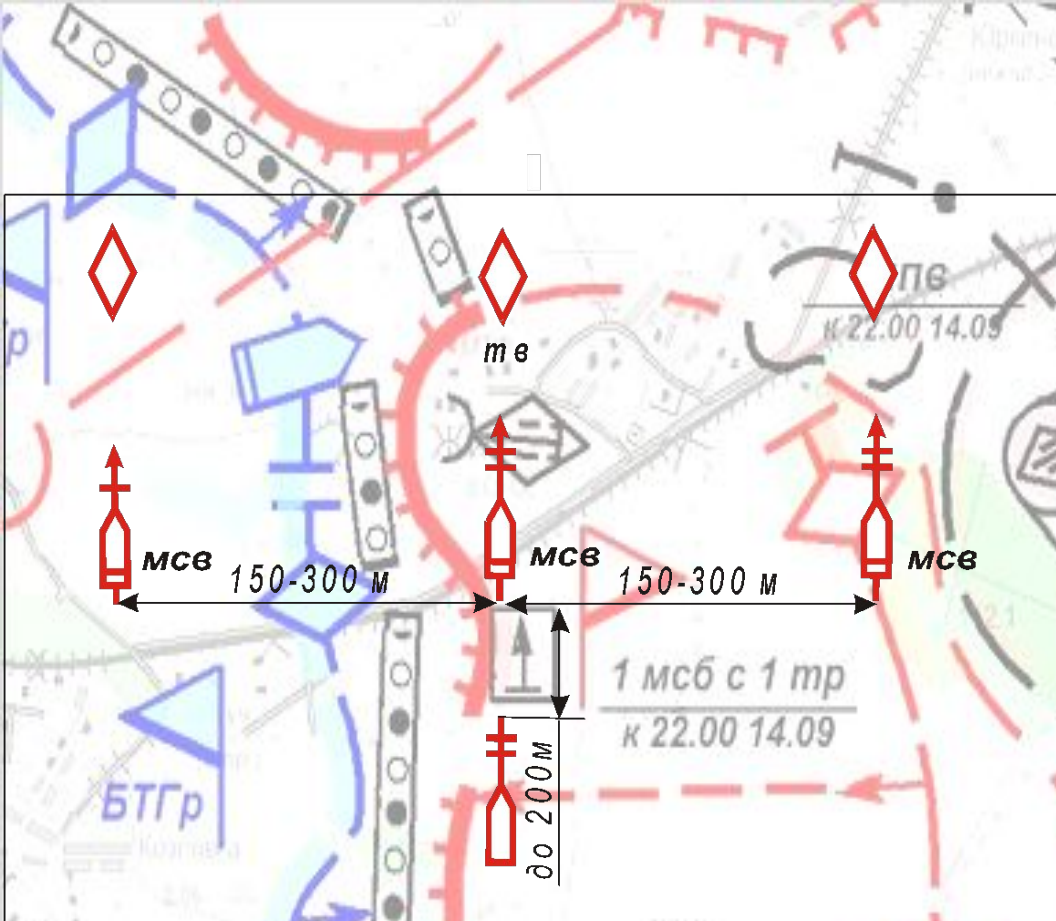 пв
к 22.00 14.09
т в
р
мсв
150-300 м
мсв
150-300 м
мсв
21
1 мсб с 1 тр
к 22.00 14.09
до 200м
БТГр